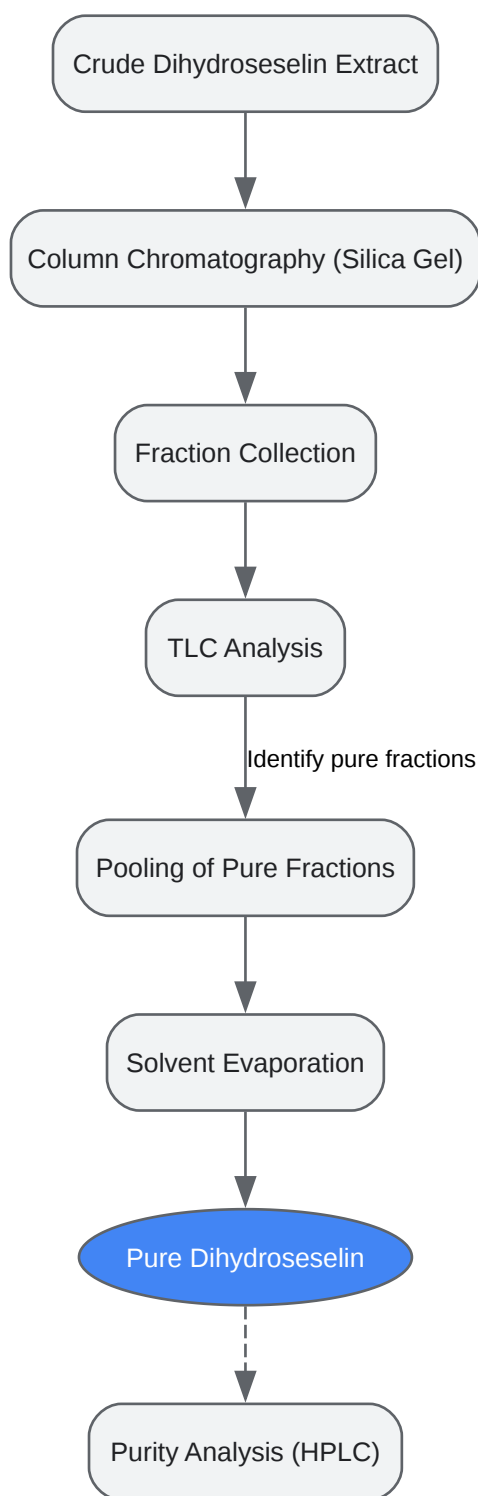 Crude Dihydroseselin Extract
Column Chromatography (Silica Gel)
Fraction Collection
TLC Analysis
Identify pure fractions
Pooling of Pure Fractions
Solvent Evaporation
Pure Dihydroseselin
Purity Analysis (HPLC)